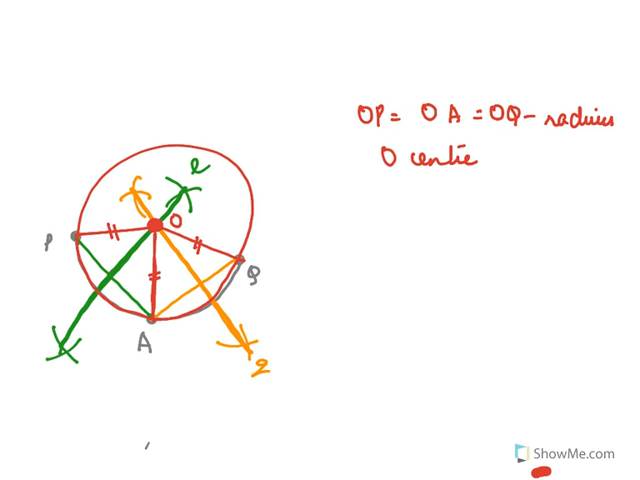 OP = OA = OQ - radius
O centre
l
O
P
Q
A
2
ShowMe.com